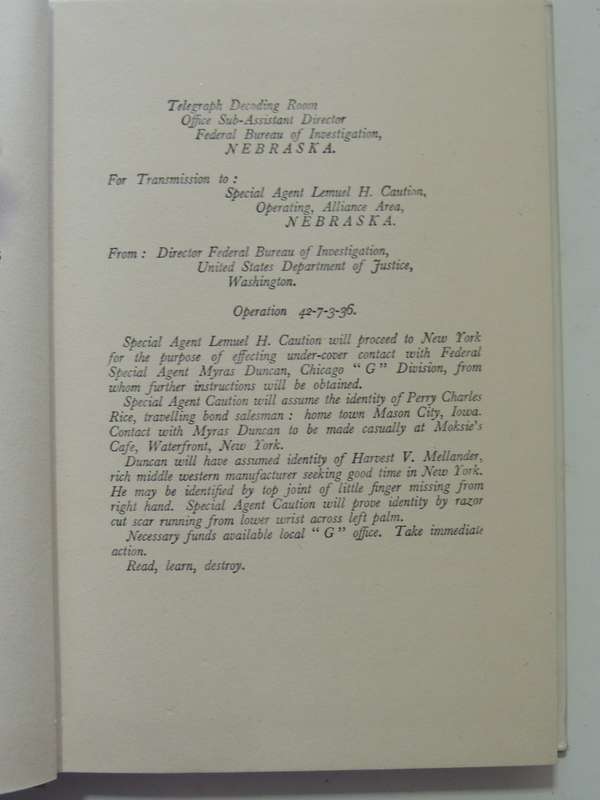 Telegraph Decoding Room
Office Sub-Assistant Director
Federal Bureau of Investigation,
NEBRASKA.
For Transmission to :
Special Agent Lemuel H. Caution,
Operating, Alliance Area,
NEBRASKA.
From : Director Federal Bureau of Investigation,
United States Department of Justice,
Washington.
Operation 42-7-3-36.
Special Agent Lemuel H. Caution will proceed to New York
for the purpose of effecting under-cover contact with Federal
Special Agent Myras Duncan, Chicago “ G ” Division, from
whom further instructions will be obtained.
Special Agent Caution will assume the identity of Perry Charles
Rice, travelling bond salesman : home town Mason City, Iowa.
Contact with Myras Duncan to be made casually at Moksie's
Cafe, Waterfront, New York.
Duncan will have assumed identity of Harvest V. Mellander,
rich middle western manufacturer seeking good time in New York.
He may be identified by top joint of little finger missing from
right hand. Special Agent Caution will prove identity by razor
cut scar running from lower wrist across left palm.
Necessary funds available local “ G ” office. Take immediate
action.
Read, learn, destroy.